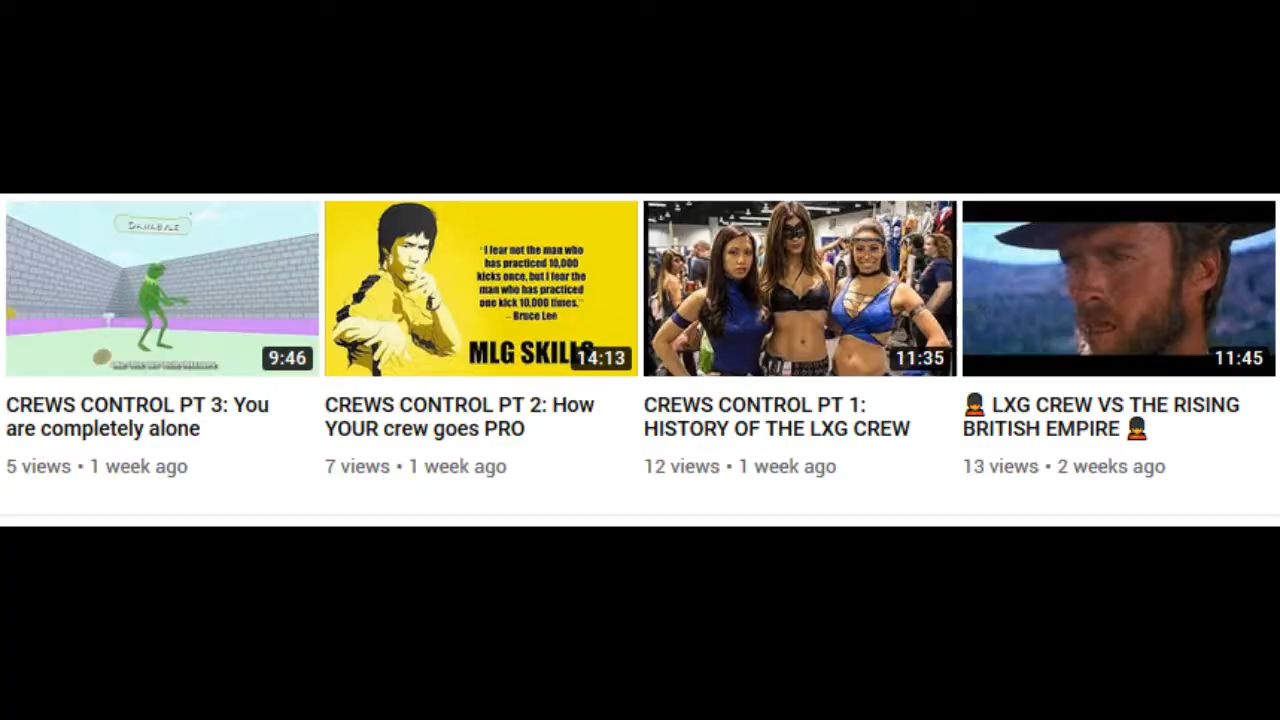 9:46
"I fear not the man who
has practiced 10,000
kicks once, but I fear the
man who has practiced
one kick 10,000 times."
- Bruce Lee
MLG SKILLS
14:13
11:35
11:45
CREWS CONTROL PT 3: You
are completely alone
5 views • 1 week ago
CREWS CONTROL PT 2: How
YOUR crew goes PRO
7 views • 1 week ago
CREWS CONTROL PT 1:
HISTORY OF THE LXG CREW
12 views • 1 week ago
💂 LXG CREW VS THE RISING
BRITISH EMPIRE 💂
13 views • 2 weeks ago